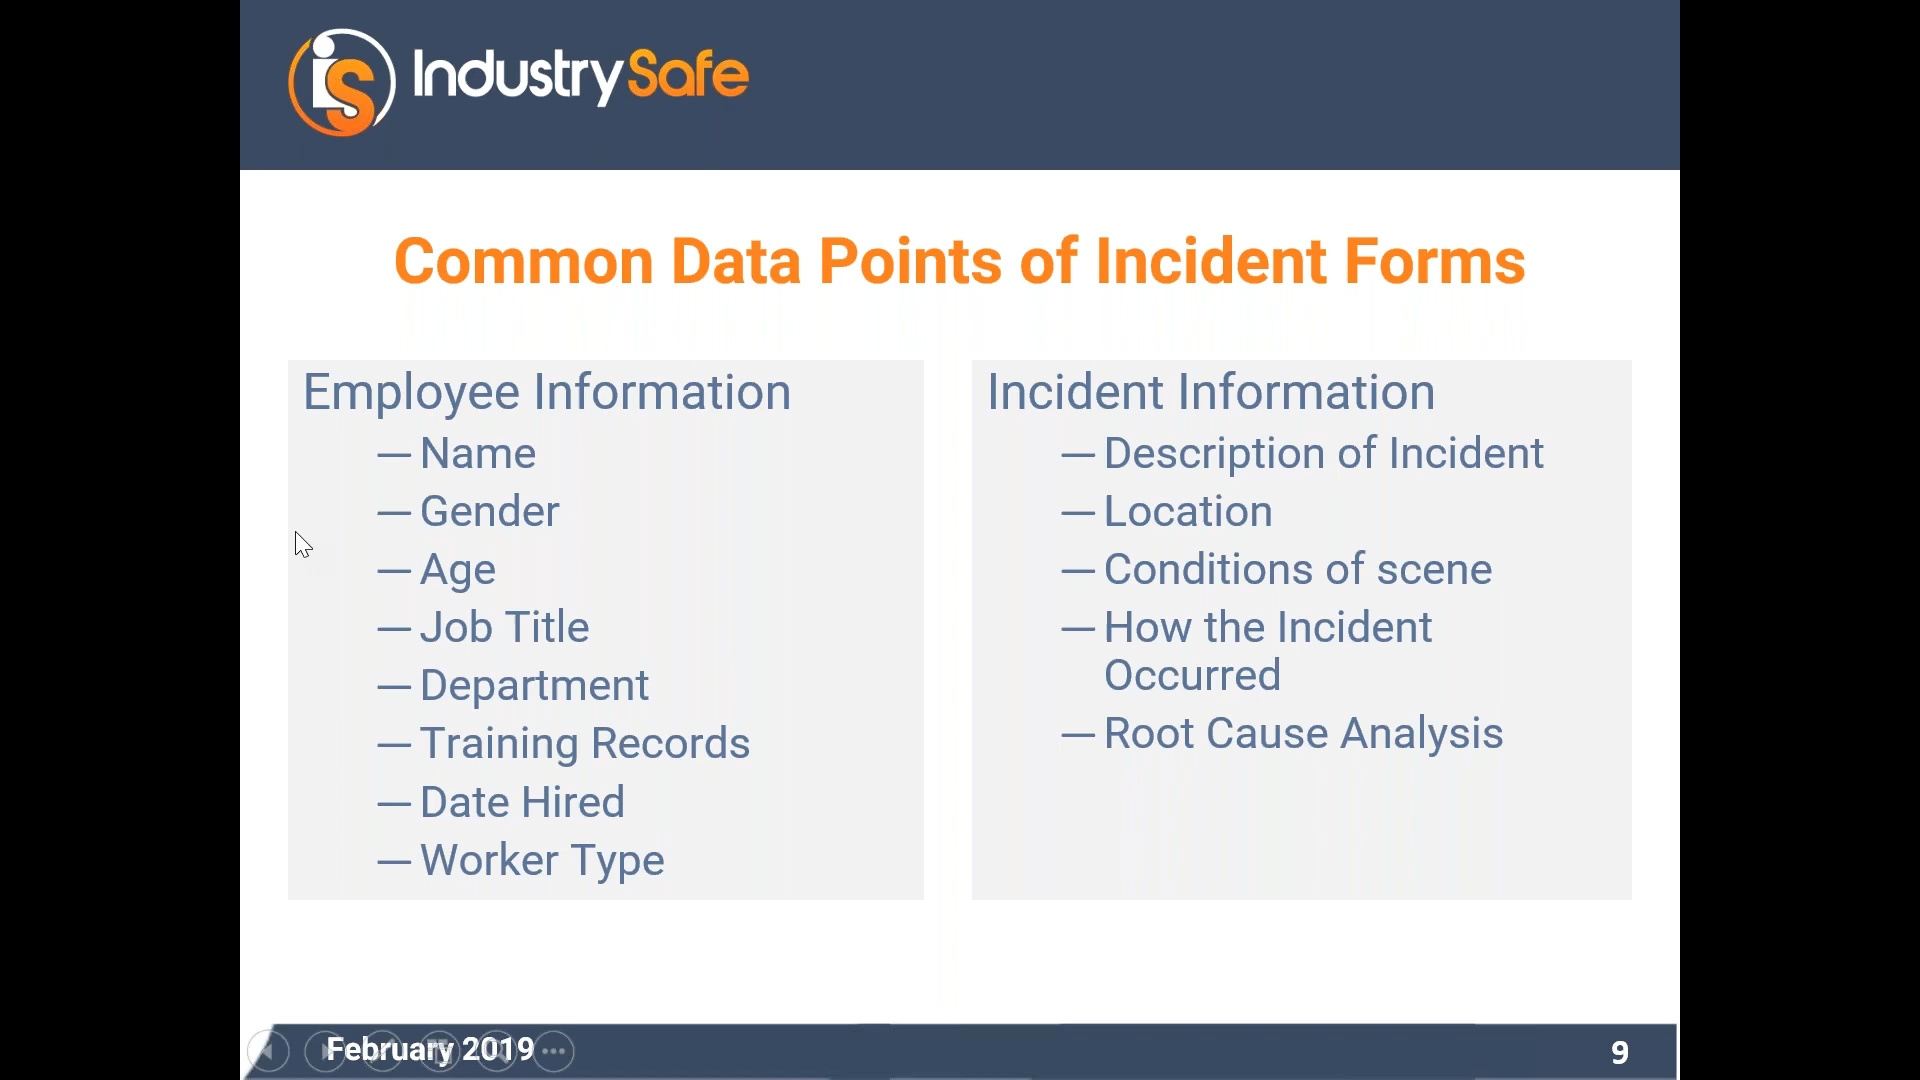 iS IndustrySafe
Common Data Points of Incident Forms
Employee Information
— Name
— Gender
— Age
— Job Title
— Department
— Training Records
— Date Hired
— Worker Type
Incident Information
— Description of Incident
— Location
— Conditions of scene
— How the Incident
Occurred
— Root Cause Analysis
February 2019
9